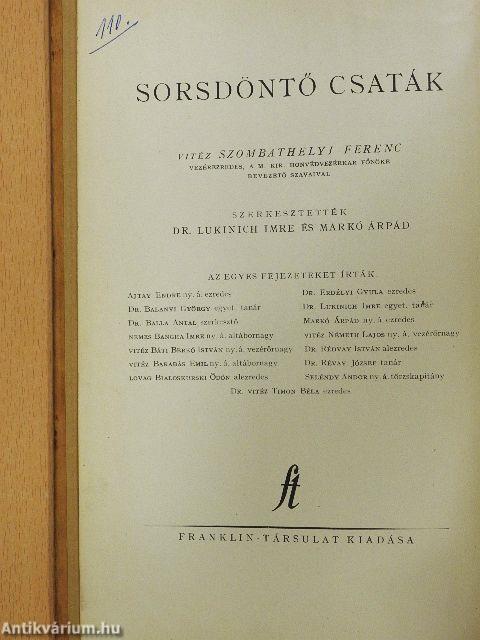 110.
SORSDÖNTŐ CSATÁK
VITÉZ SZOMBATHELYI FERENC
VEZÉREZREDES, A M. KIR. HONVÉDVEZÉRKAR FŐNÖKE
BEVEZETŐ SZAVAIVAL
SZERKESZTETTÉK
DR. LUKINICH IMRE ÉS MARKÓ ÁRPÁD
AZ EGYES FEJEZETEKET ÍRTÁK
AJTAY ENDRE ny. á. ezredes
DR. BALANYI GYÖRGY egyet. tanár
DR. BALLA ANTAL szerkesztő
NEMES BANGHA IMRE ny. á. altábornagy
VITÉZ BÁTI BERKÓ ISTVÁN ny. á. vezérőrnagy
VITÉZ BARABÁS EMIL ny. á. altábornagy
LOVAG BIALOSKURSKI ÖDÖN alezredes
DR. ERDÉLYI GYULA ezredes
DR. LUKINICH IMRE egyet. tanár
MARKÓ ÁRPÁD ny. á. ezredes
VITÉZ NÉMETH LAJOS ny. á. vezérőrnagy
DR. RÉDVAY ISTVÁN alezredes
DR. RÉVAY JÓZSEF tanár
SELÉNDY ANDOR ny. á. törzskapitány
DR. VITÉZ TIMON BÉLA ezredes
ft
FRANKLIN-TÁRSULAT KIADÁSA
Antikvárium.hu